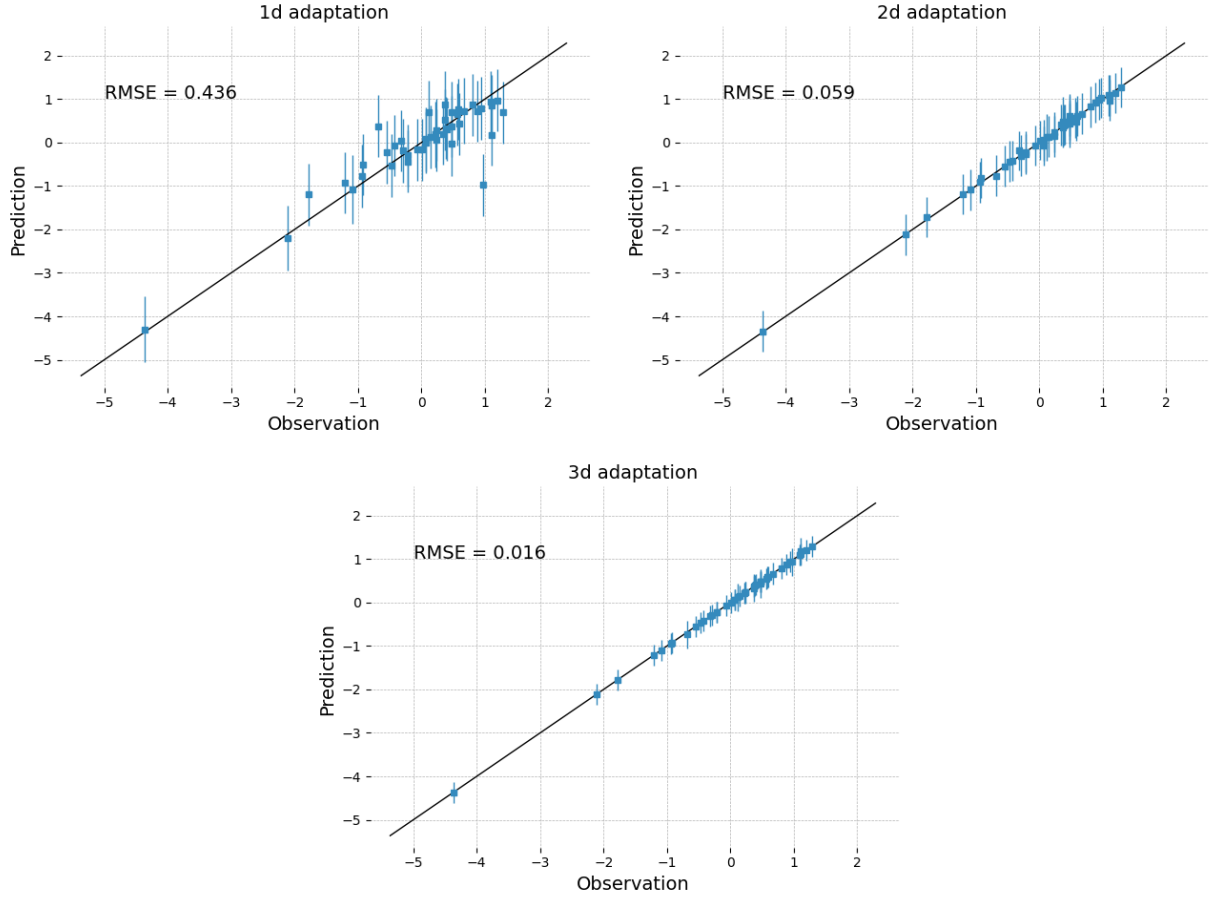 1d adaptation
RMSE = 0.436
Prediction
2
1
0
−1
−2
−3
−4
−5
−5 −4 −3 −2 −1 0 1 2
Observation
2d adaptation
RMSE = 0.059
Prediction
2
1
0
−1
−2
−3
−4
−5
−5 −4 −3 −2 −1 0 1 2
Observation
3d adaptation
RMSE = 0.016
Prediction
2
1
0
−1
−2
−3
−4
−5
−5 −4 −3 −2 −1 0 1 2
Observation